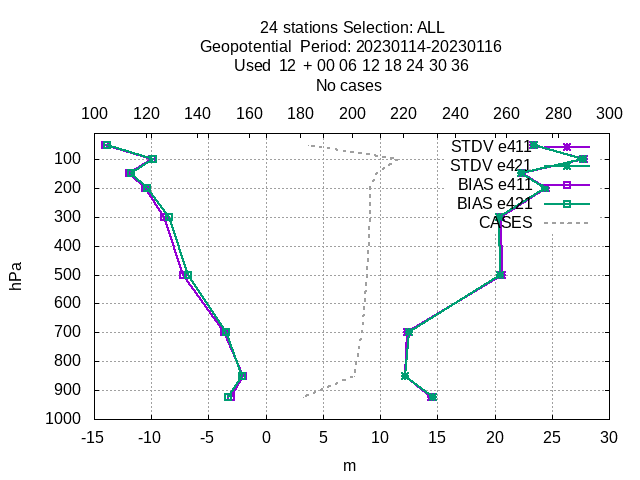 24 stations Selection: ALL
Geopotential  Period: 20230114-20230116
Used  12  + 00 06 12 18 24 30 36
No cases
100 120 140 160 180 200 220 240 260 280 300
STDV e411
STDV e421
BIAS e411
BIAS e421
CASES
100
200
300
400
500
600
700
800
900
1000
hPa
-15 -10 -5 0 5 10 15 20 25 30
m